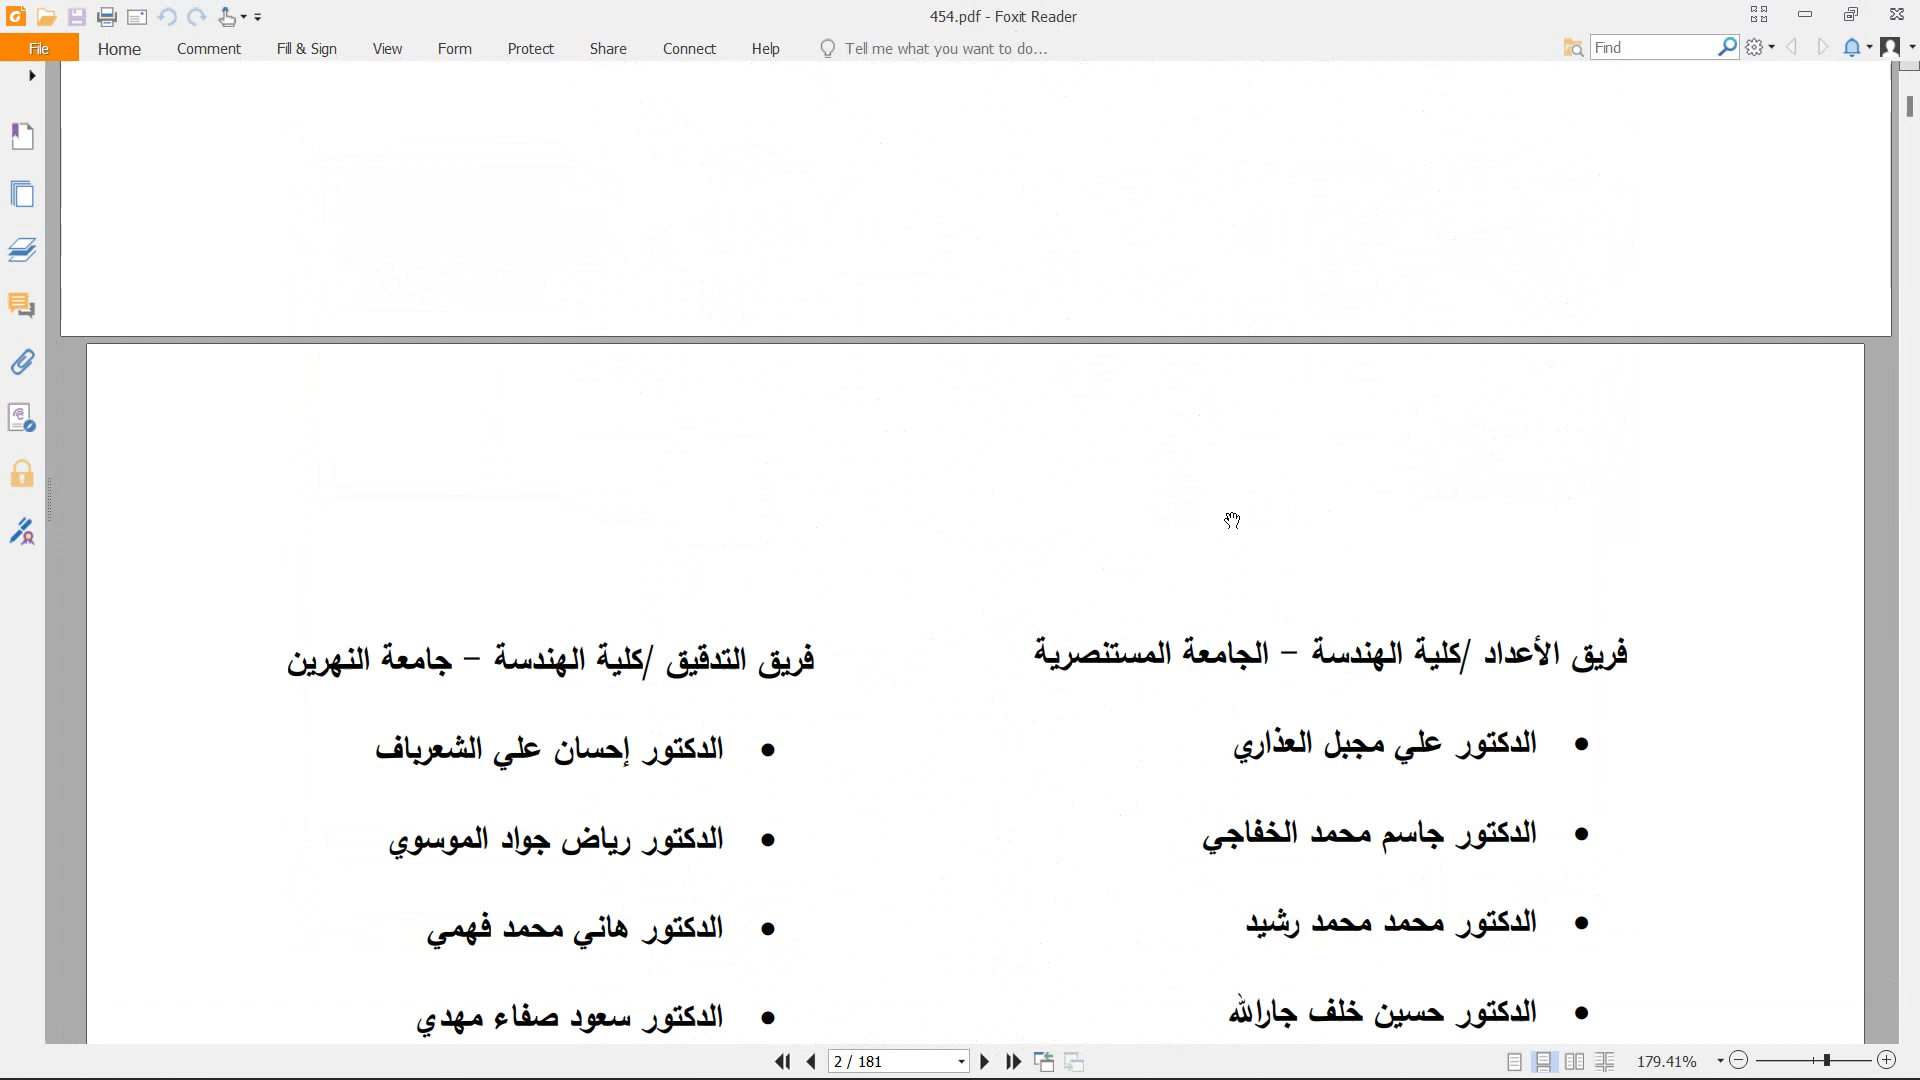 454.pdf - Foxit Reader
File Home Comment Fill & Sign View Form Protect Share Connect Help Tell me what you want to do... Find
فريق الأعداد /كلية الهندسة – الجامعة المستنصرية
• الدكتور علي مجبل العذاري
• الدكتور جاسم محمد الخفاجي
• الدكتور محمد محمد رشيد
• الدكتور حسين خلف جارالله
فريق التدقيق /كلية الهندسة – جامعة النهرين
• الدكتور إحسان علي الشعرباف
• الدكتور رياض جواد الموسوي
• الدكتور هاني محمد فهمي
• الدكتور سعود صفاء مهدي
2 / 181 179.41%